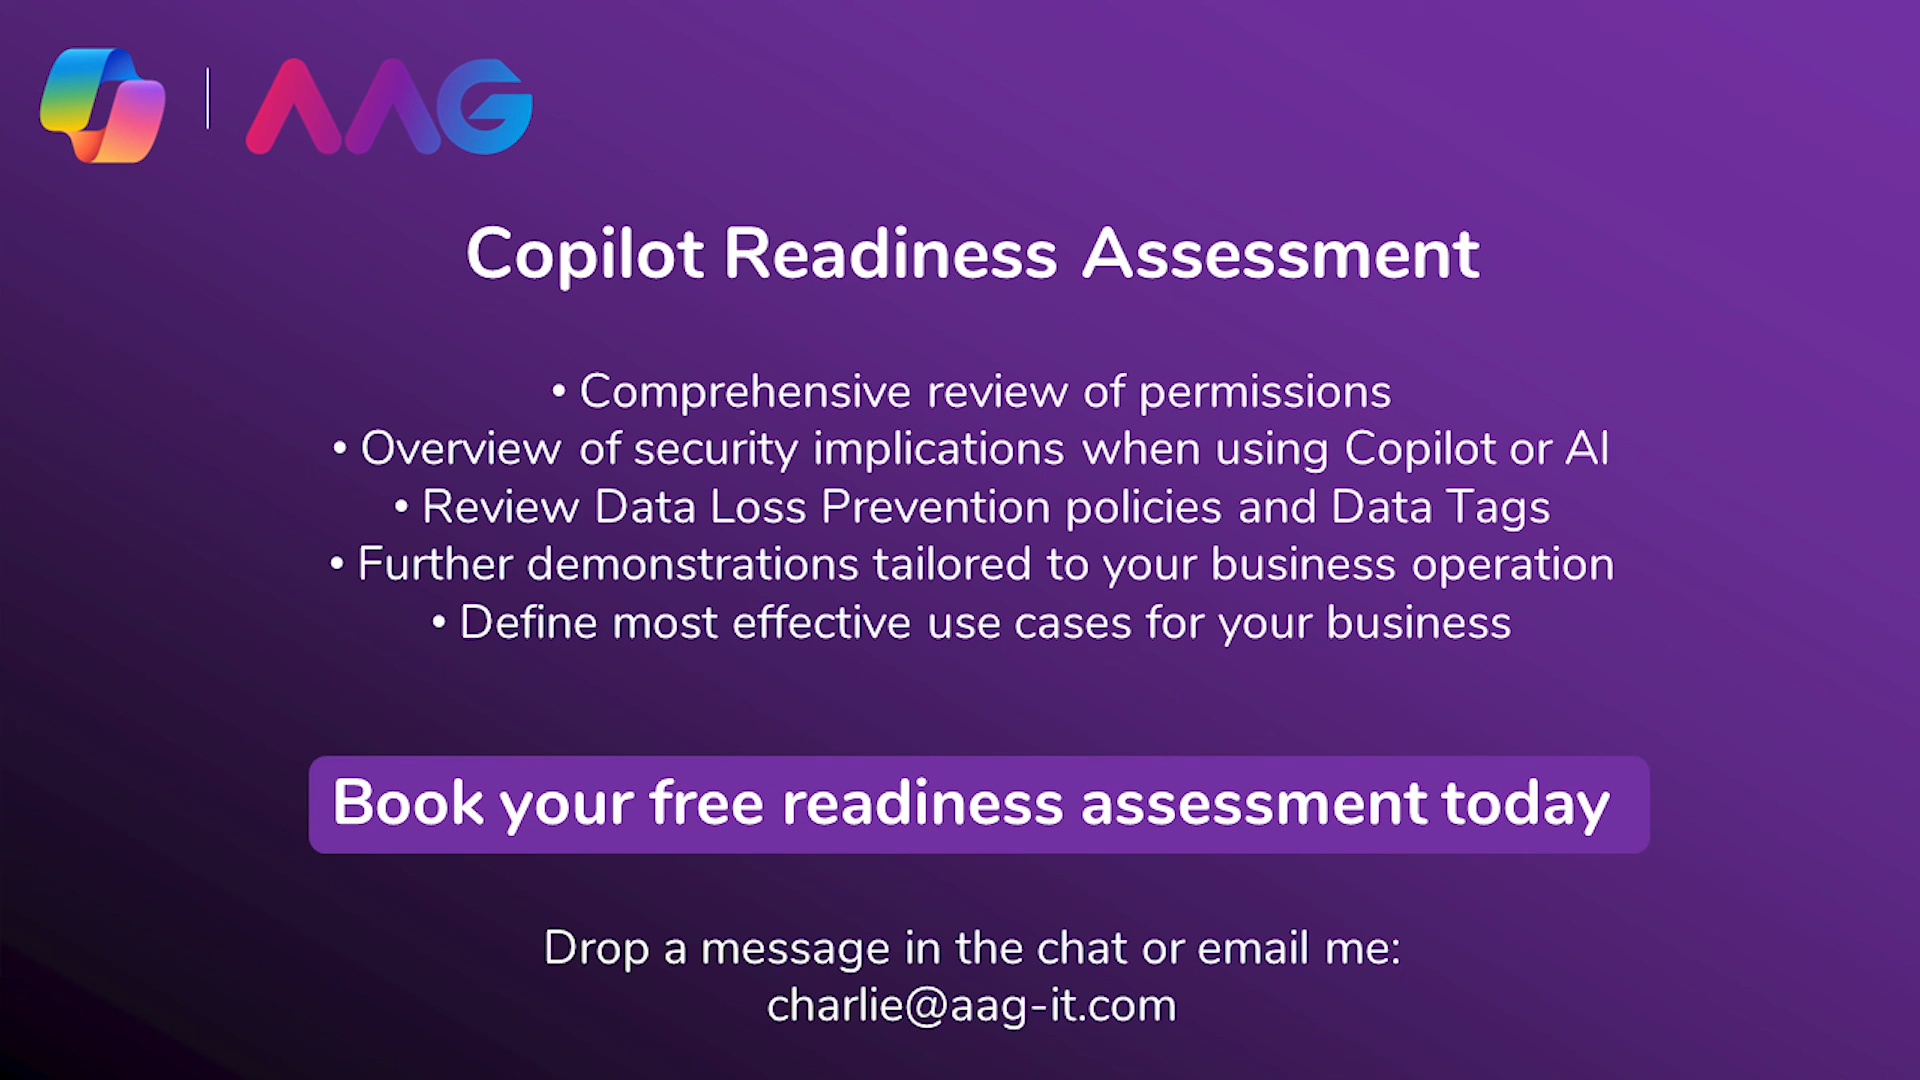 AAG
Copilot Readiness Assessment
• Comprehensive review of permissions
• Overview of security implications when using Copilot or AI
• Review Data Loss Prevention policies and Data Tags
• Further demonstrations tailored to your business operation
• Define most effective use cases for your business
Book your free readiness assessment today
Drop a message in the chat or email me:
charlie@aag-it.com